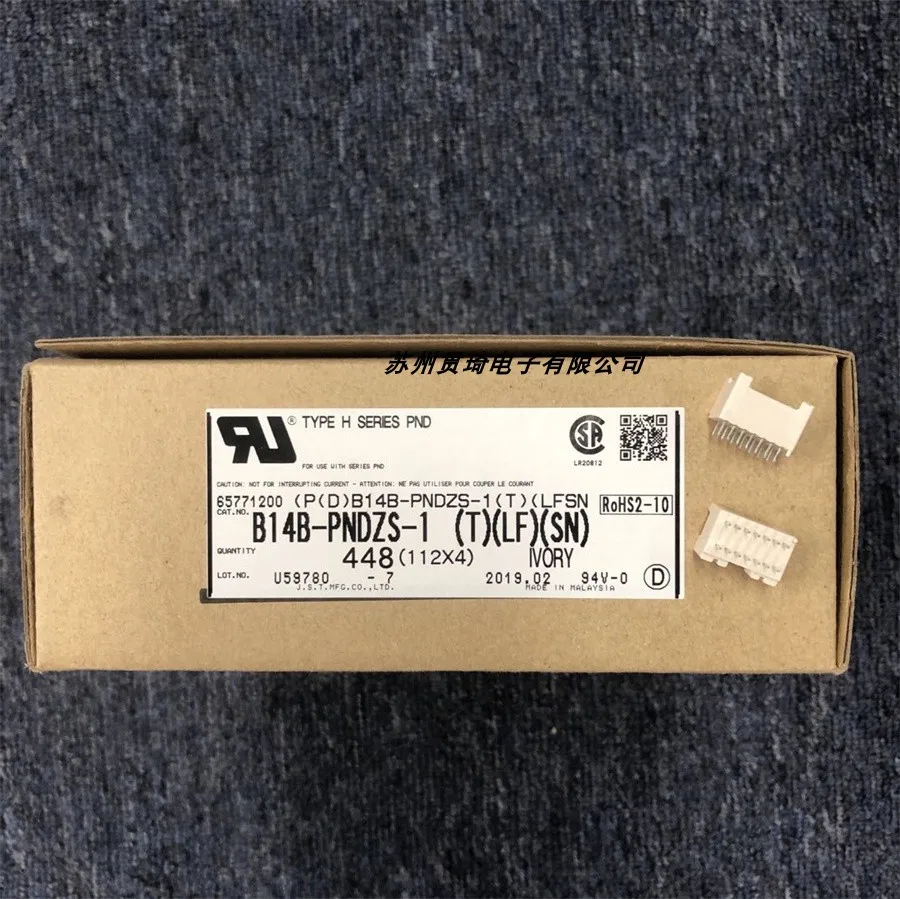 苏州贾琦电子有限公司
® TYPE H SERIES PND
FOR USE WITH SERIES PND
LR20812
CAUTION: NOT FOR INTERRUPTING CURRENT - ATTENTION: NE PAS UTILISER POUR COUPER LE COURANT
65771200 (P(D)B14B-PNDZS-1(T)(LFSN
RoHS2-10
CAT.NO. B14B-PNDZS-1 (T)(LF)(SN)
QUANTITY 448(112X4) IVORY
LOT.NO. U59780 -7 2019.02 94V-0 D
J.S.T.MFG.CO.,LTD. MADE IN MALAYSIA